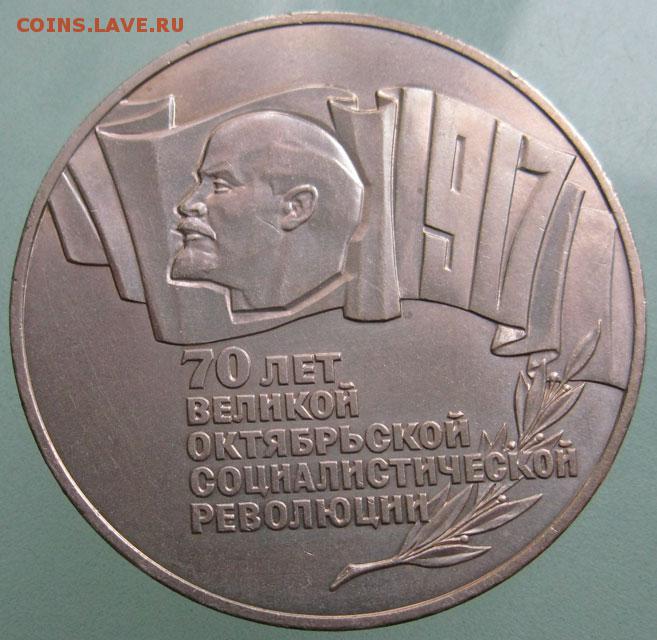 COINS.LAVE.RU
1917
70 ЛЕТ
ВЕЛИКОЙ
ОКТЯБРЬСКОЙ
СОЦИАЛИСТИЧЕСКОЙ
РЕВОЛЮЦИИ